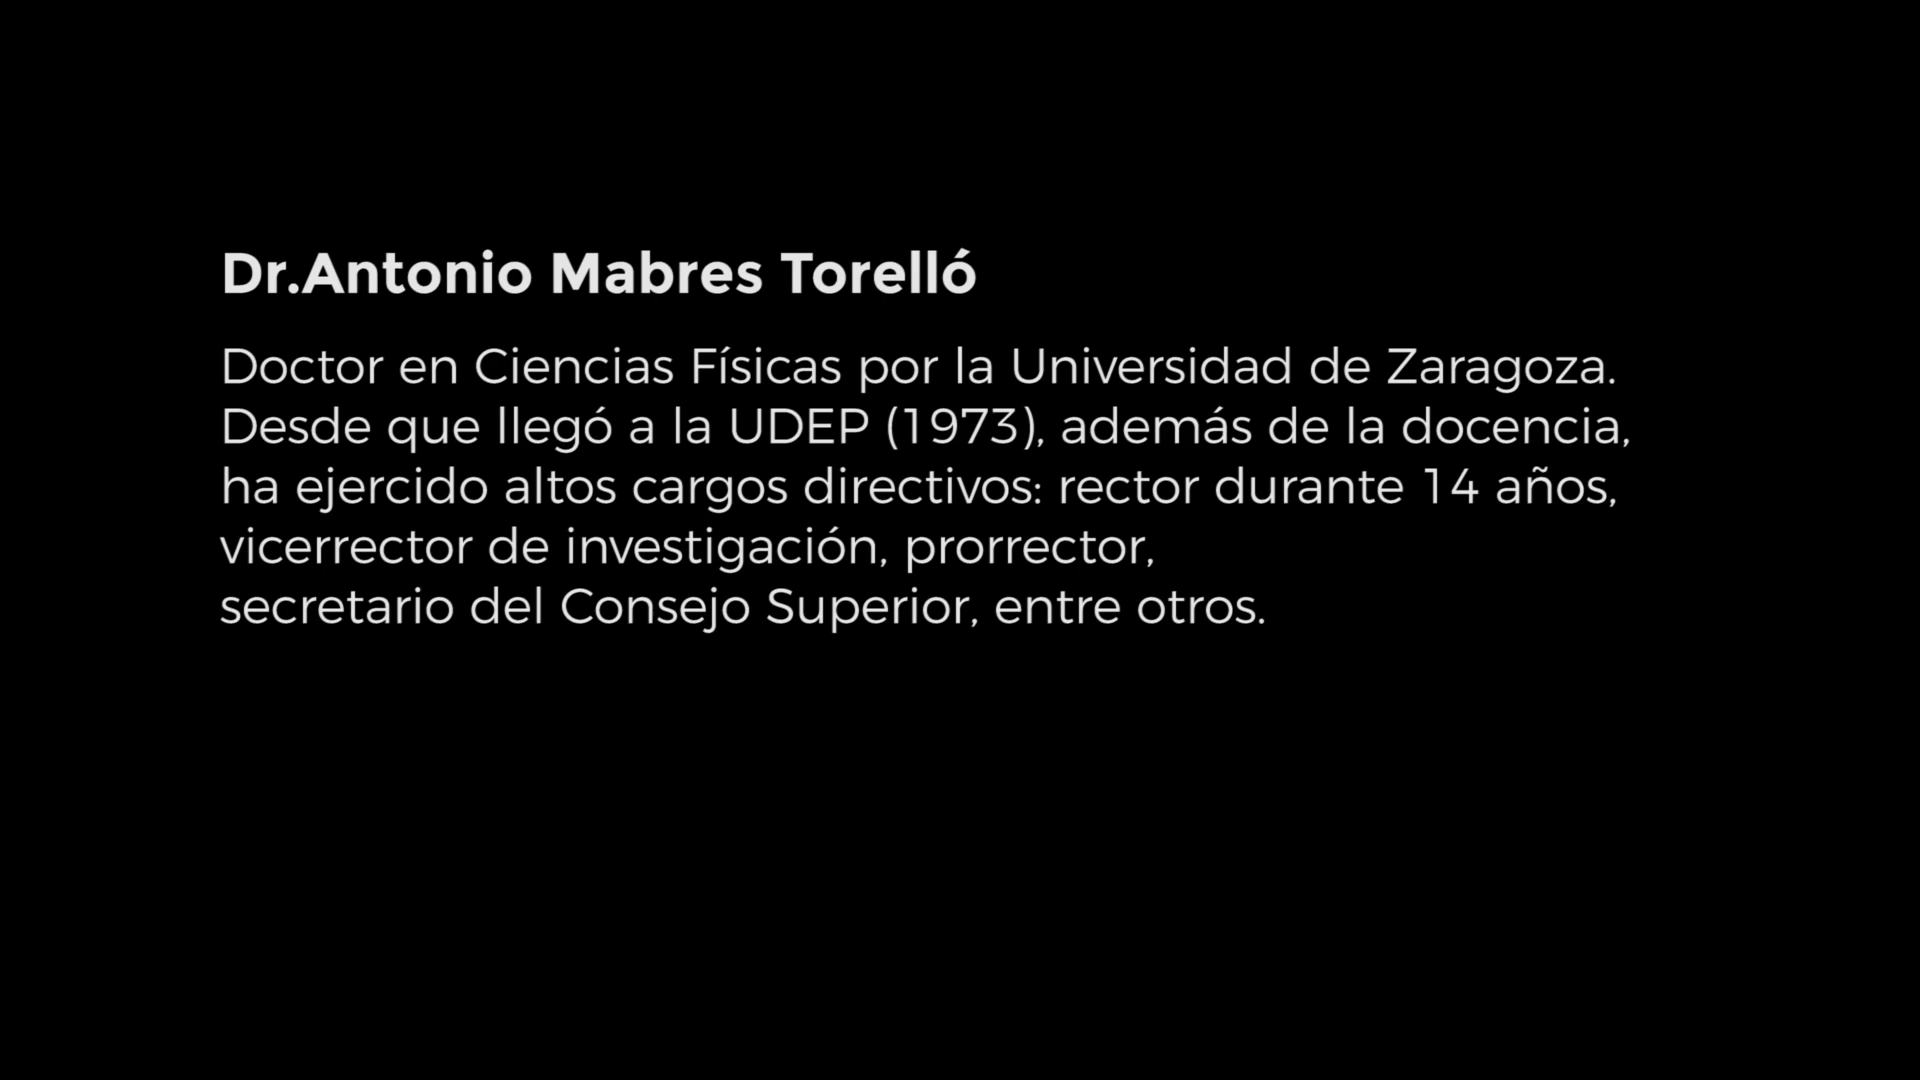 Dr.Antonio Mabres Torelló
Doctor en Ciencias Físicas por la Universidad de Zaragoza.
Desde que llegó a la UDEP (1973), además de la docencia,
ha ejercido altos cargos directivos: rector durante 14 años,
vicerrector de investigación, prorrector,
secretario del Consejo Superior, entre otros.